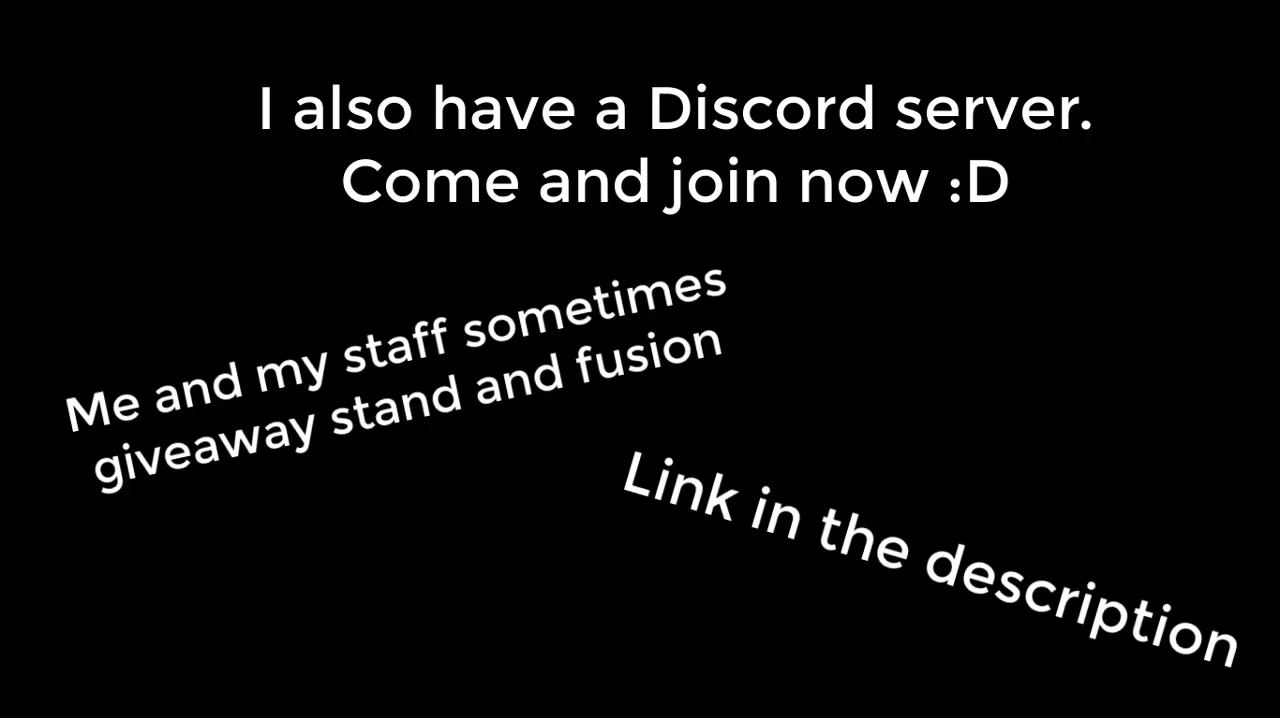 I also have a Discord server.
Come and join now :D
Me and my staff sometimes
giveaway stand and fusion
Link in the description